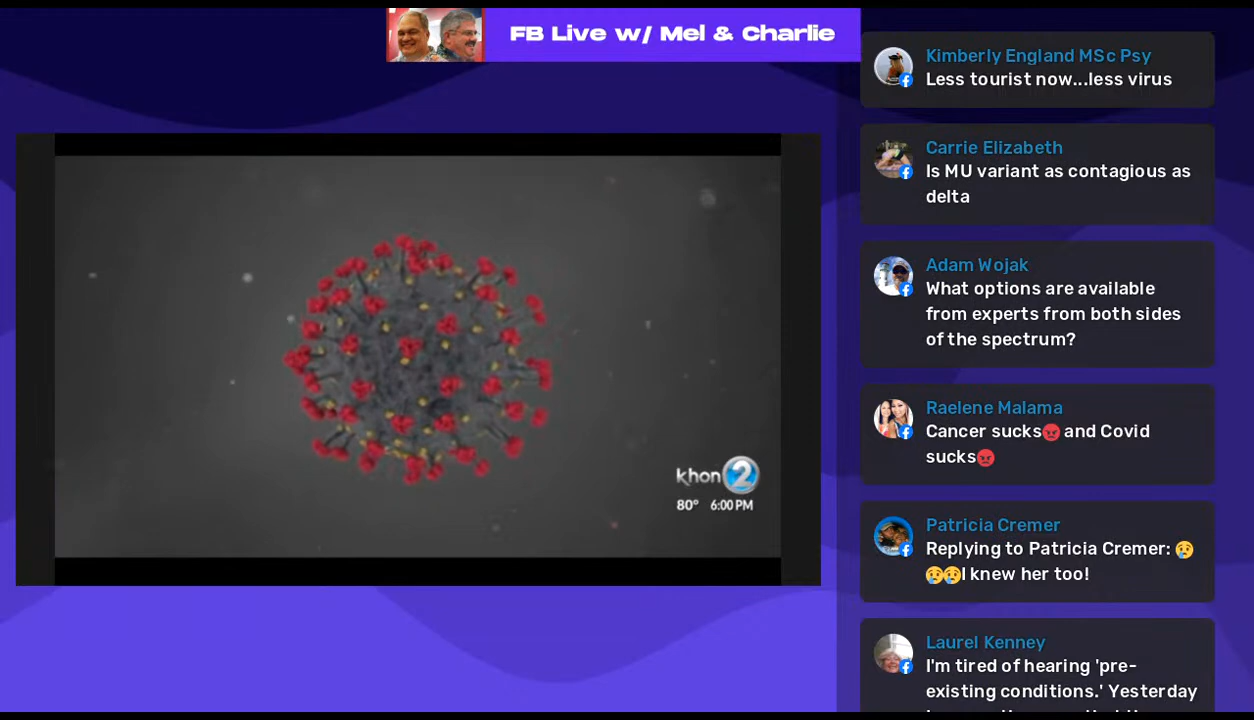 FB Live w/ Mel & Charlie
khon 2
80° 6:00 PM
Kimberly England MSc Psy
Less tourist now...less virus
Carrie Elizabeth
Is MU variant as contagious as
delta
Adam Wojak
What options are available
from experts from both sides
of the spectrum?
Raelene Malama
Cancer sucks😡 and Covid
sucks😡
Patricia Cremer
Replying to Patricia Cremer: 😢
😢😢I knew her too!
Laurel Kenney
I'm tired of hearing 'pre-
existing conditions.' Yesterday